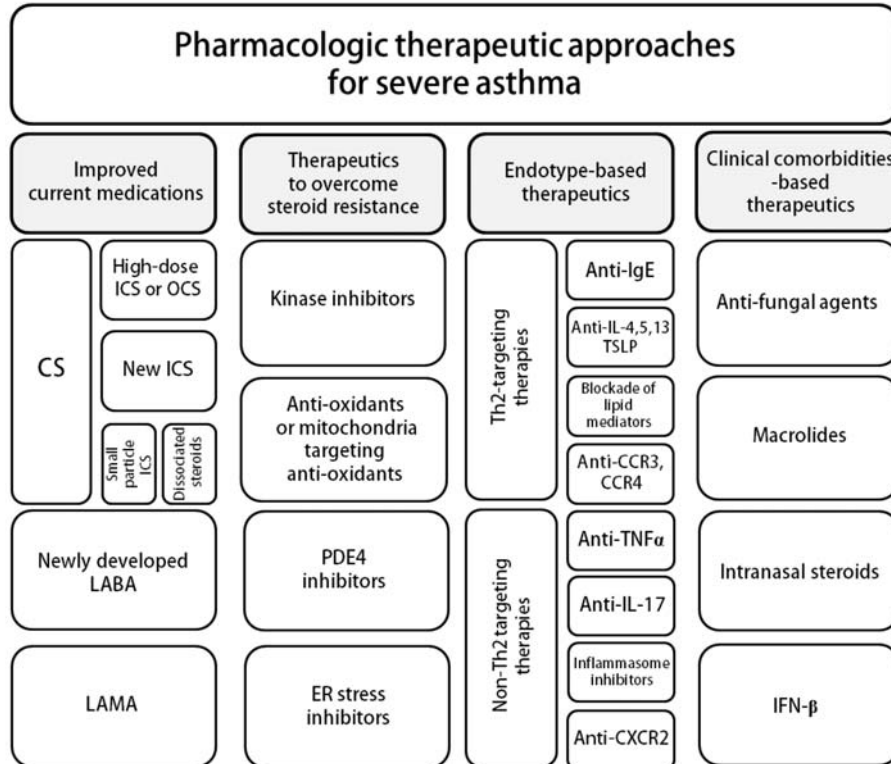 Pharmacologic therapeutic approaches
for severe asthma
Improved
current medications
Therapeutics
to overcome
steroid resistance
Endotype-based
therapeutics
Clinical comorbidities
-based
therapeutics
CS
High-dose
ICS or OCS
New ICS
Small
particle
ICS
Dissociated
steroids
Newly developed
LABA
LAMA
Kinase inhibitors
Anti-oxidants
or mitochondria
targeting
anti-oxidants
PDE4
inhibitors
ER stress
inhibitors
Th2-targeting
therapies
Anti-IgE
Anti-IL-4,5,13
TSLP
Blockade of
lipid
mediators
Anti-CCR3,
CCR4
Non-Th2 targeting
therapies
Anti-TNFα
Anti-IL-17
Inflammasome
inhibitors
Anti-CXCR2
Anti-fungal agents
Macrolides
Intranasal steroids
IFN-β